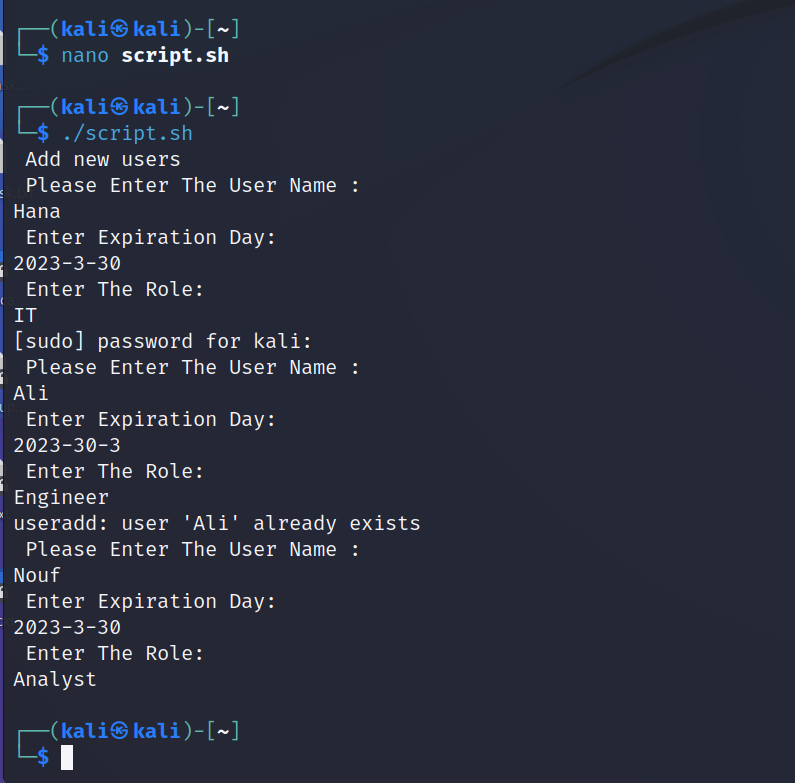 ┌──(kali㉿kali)-[~]
└─$ nano script.sh
┌──(kali㉿kali)-[~]
└─$ ./script.sh
Add new users
Please Enter The User Name :
Hana
Enter Expiration Day:
2023-3-30
Enter The Role:
IT
[sudo] password for kali:
Please Enter The User Name :
Ali
Enter Expiration Day:
2023-30-3
Enter The Role:
Engineer
useradd: user 'Ali' already exists
Please Enter The User Name :
Nouf
Enter Expiration Day:
2023-3-30
Enter The Role:
Analyst
┌──(kali㉿kali)-[~]
└─$